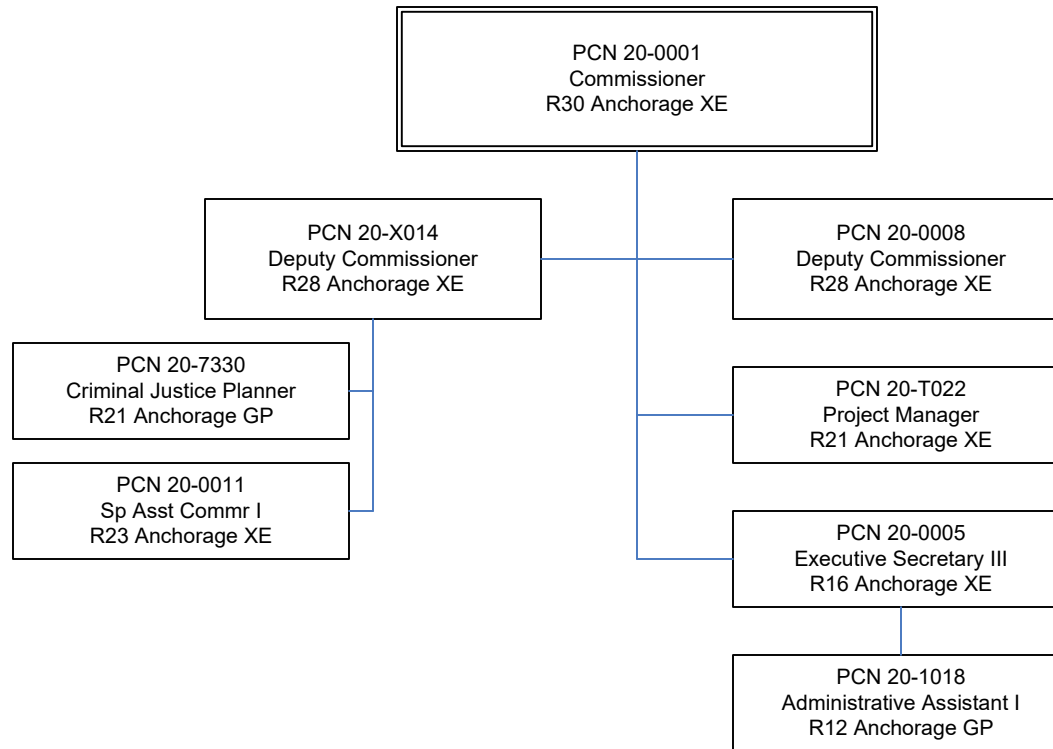 PCN 20-0001
Commissioner
R30 Anchorage XE
PCN 20-X014
Deputy Commissioner
R28 Anchorage XE
PCN 20-0008
Deputy Commissioner
R28 Anchorage XE
PCN 20-7330
Criminal Justice Planner
R21 Anchorage GP
PCN 20-T022
Project Manager
R21 Anchorage XE
PCN 20-0011
Sp Asst Commr I
R23 Anchorage XE
PCN 20-0005
Executive Secretary III
R16 Anchorage XE
PCN 20-1018
Administrative Assistant I
R12 Anchorage GP